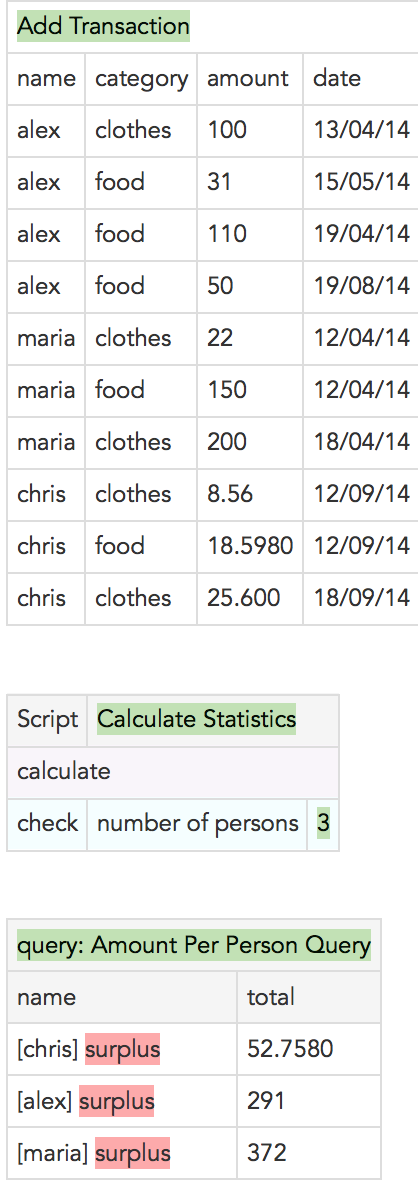 Add Transaction
name category amount date
alex clothes 100 13/04/14
alex food 31 15/05/14
alex food 110 19/04/14
alex food 50 19/08/14
maria clothes 22 12/04/14
maria food 150 12/04/14
maria clothes 200 18/04/14
chris clothes 8.56 12/09/14
chris food 18.5980 12/09/14
chris clothes 25.600 18/09/14
Script Calculate Statistics
calculate
check number of persons 3
query: Amount Per Person Query
name total
[chris] surplus 52.7580
[alex] surplus 291
[maria] surplus 372